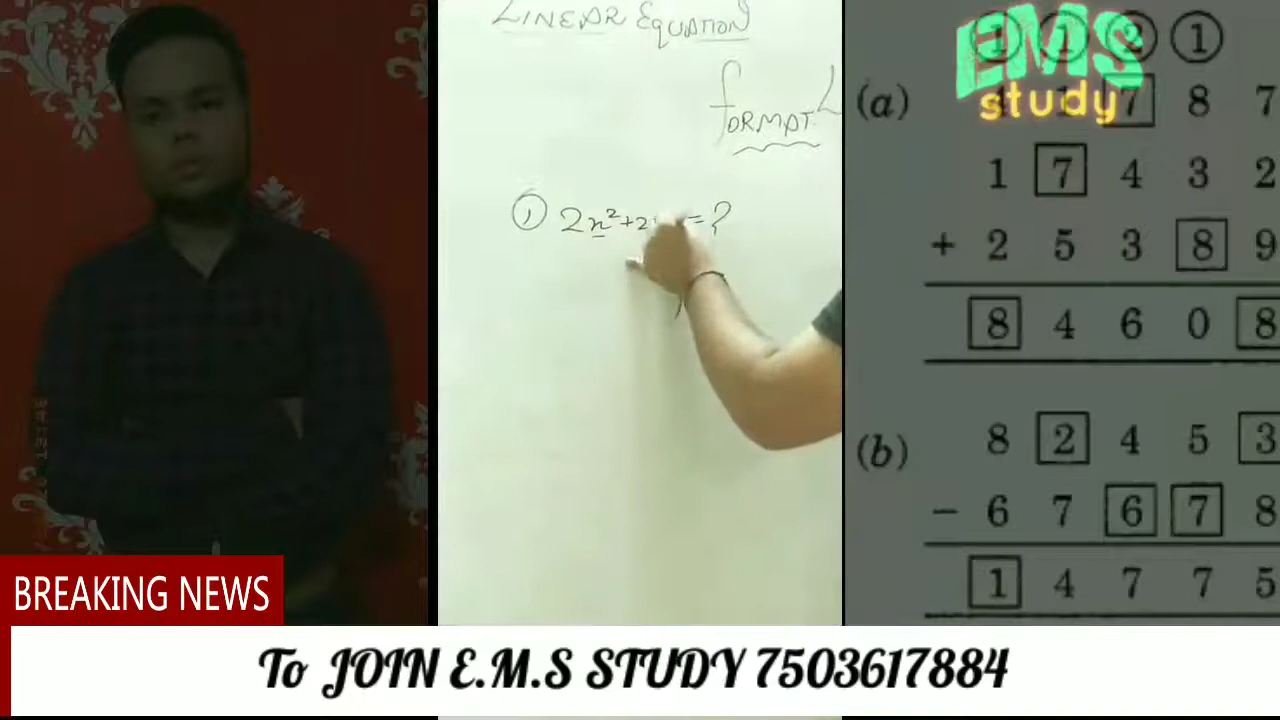 LINEAR EQUATION
FORMAT
1) 2x²+2 = ?
EMS
study
(a) 7 8 7
1 7 4 3 2
+ 2 5 3 8 9
8 4 6 0 8
(b) 8 2 4 5 3
- 6 7 6 7 8
1 4 7 7 5
BREAKING NEWS
To JOIN E.M.S STUDY 7503617884